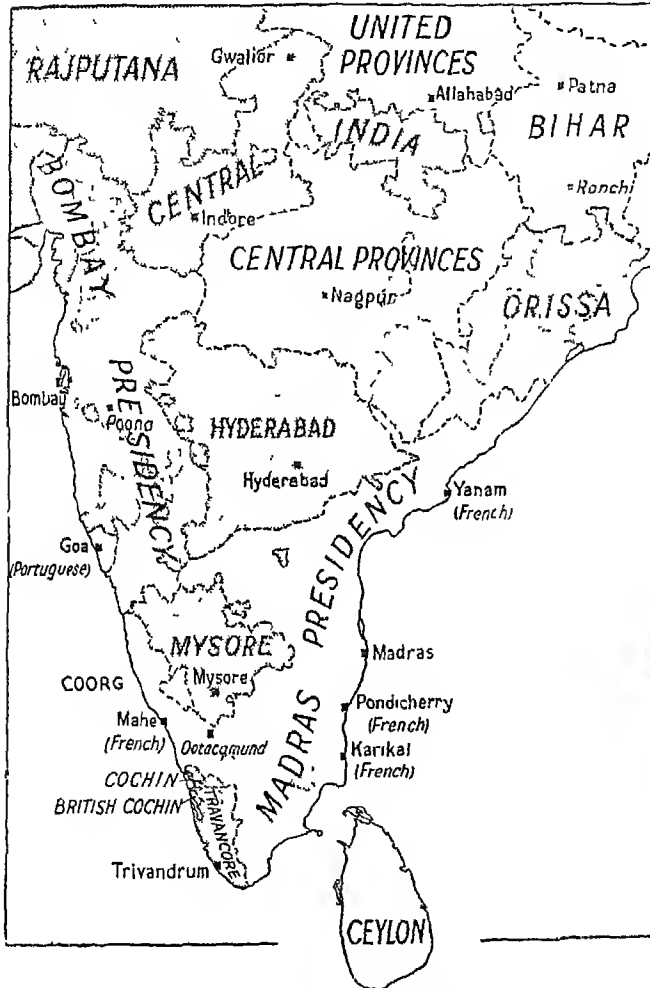 UNITED
PROVINCES
RAJPUTANA
Gwalior
Allahabad
Patna
BIHAR
INDIA
CENTRAL
BOMBAY
Indore
Ranchi
CENTRAL PROVINCES
Nagpur
ORISSA
PRESIDENCY
Bombay
Poona
HYDERABAD
Hyderabad
Yanam
(French)
Goa
(Portuguese)
MADRAS PRESIDENCY
MYSORE
Mysore
Madras
COORG
Pondicherry
(French)
Mahe
(French)
Ootacamund
Karikal
(French)
COCHIN
BRITISH COCHIN
TRAVANCORE
Trivandrum
CEYLON